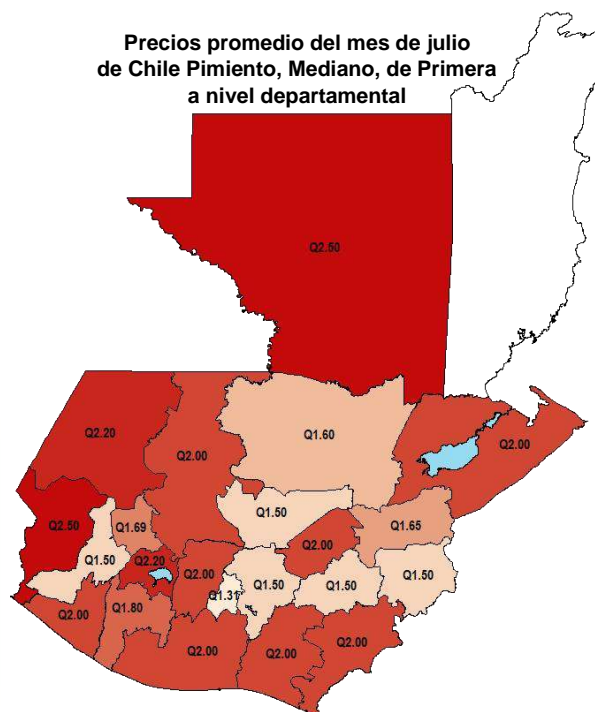 Precios promedio del mes de julio
de Chile Pimiento, Mediano, de Primera
a nivel departamental
Q2.50
Q2.20
Q2.00
Q1.60
Q2.00
Q2.50
Q1.69
Q1.50
Q1.50
Q1.65
Q2.00
Q2.20
Q2.00
Q1.50
Q1.50
Q1.50
Q1.31
Q2.00
Q1.80
Q2.00
Q2.00
Q2.00